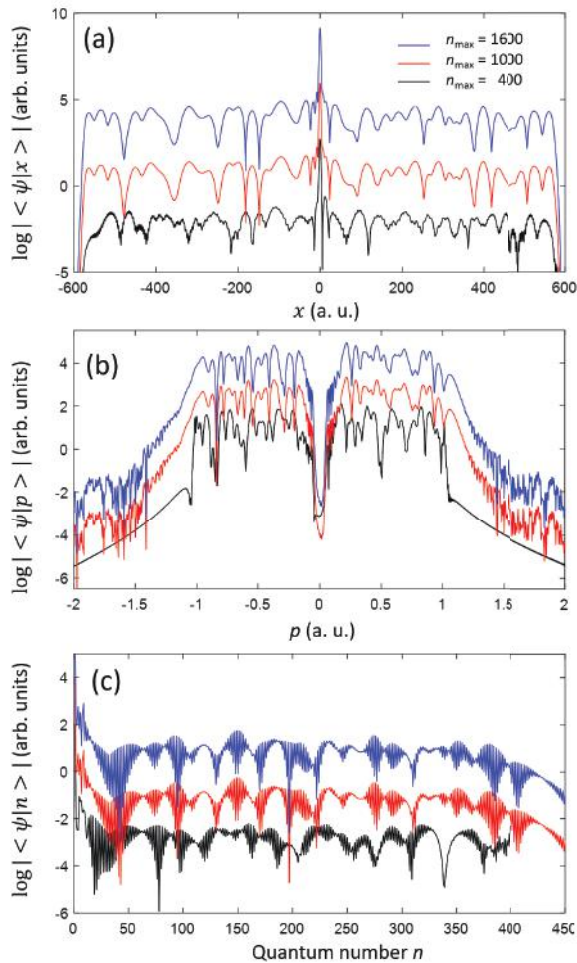 (a)
n_max = 1600
n_max = 1000
n_max = 400
log | < ψ|x > | (arb. units)
10
5
0
-5
-600 -400 -200 0 200 400 600
x (a. u.)
(b)
log | < ψ|p > | (arb. units)
4
2
0
-2
-4
-6
-2 -1.5 -1 -0.5 0 0.5 1 1.5 2
p (a. u.)
(c)
log | < ψ|n > | (arb. units)
4
2
0
-2
-4
-6
0 50 100 150 200 250 300 350 400 450
Quantum number n